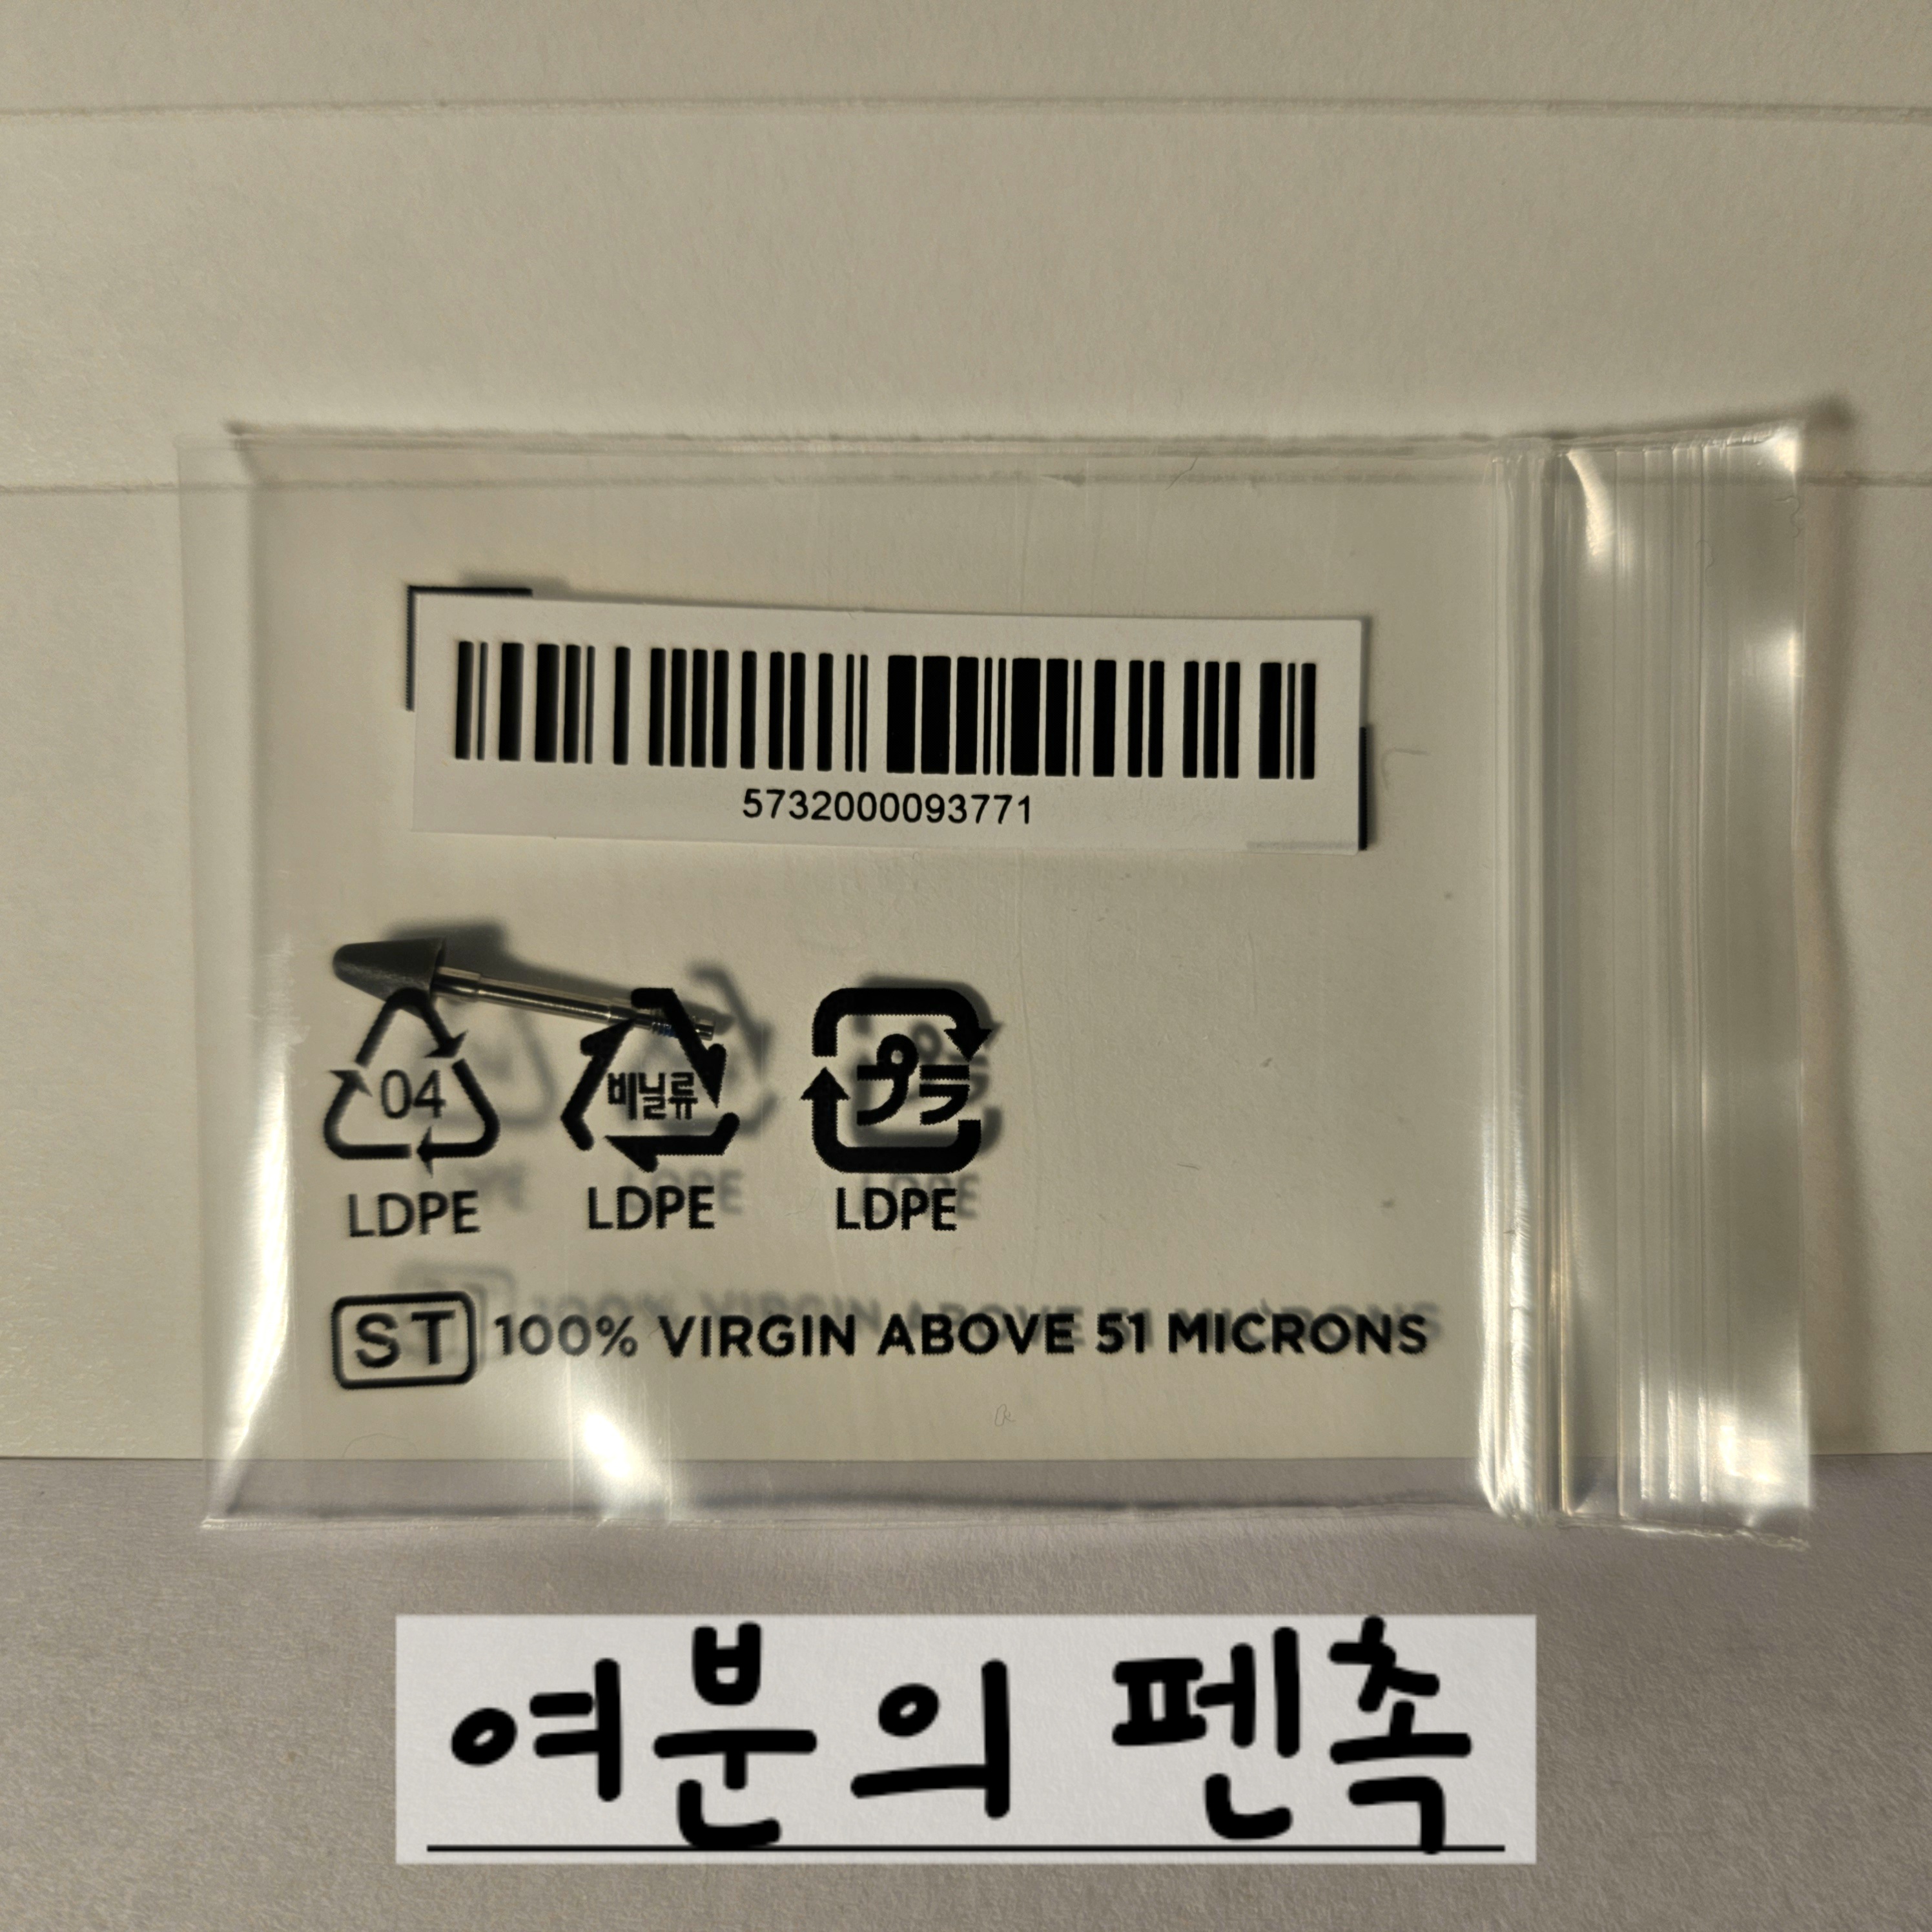 5732000093771
04 비닐류 プラ
LDPE LDPE LDPE
ST 100% VIRGIN ABOVE 51 MICRONS
여분의 펜촉